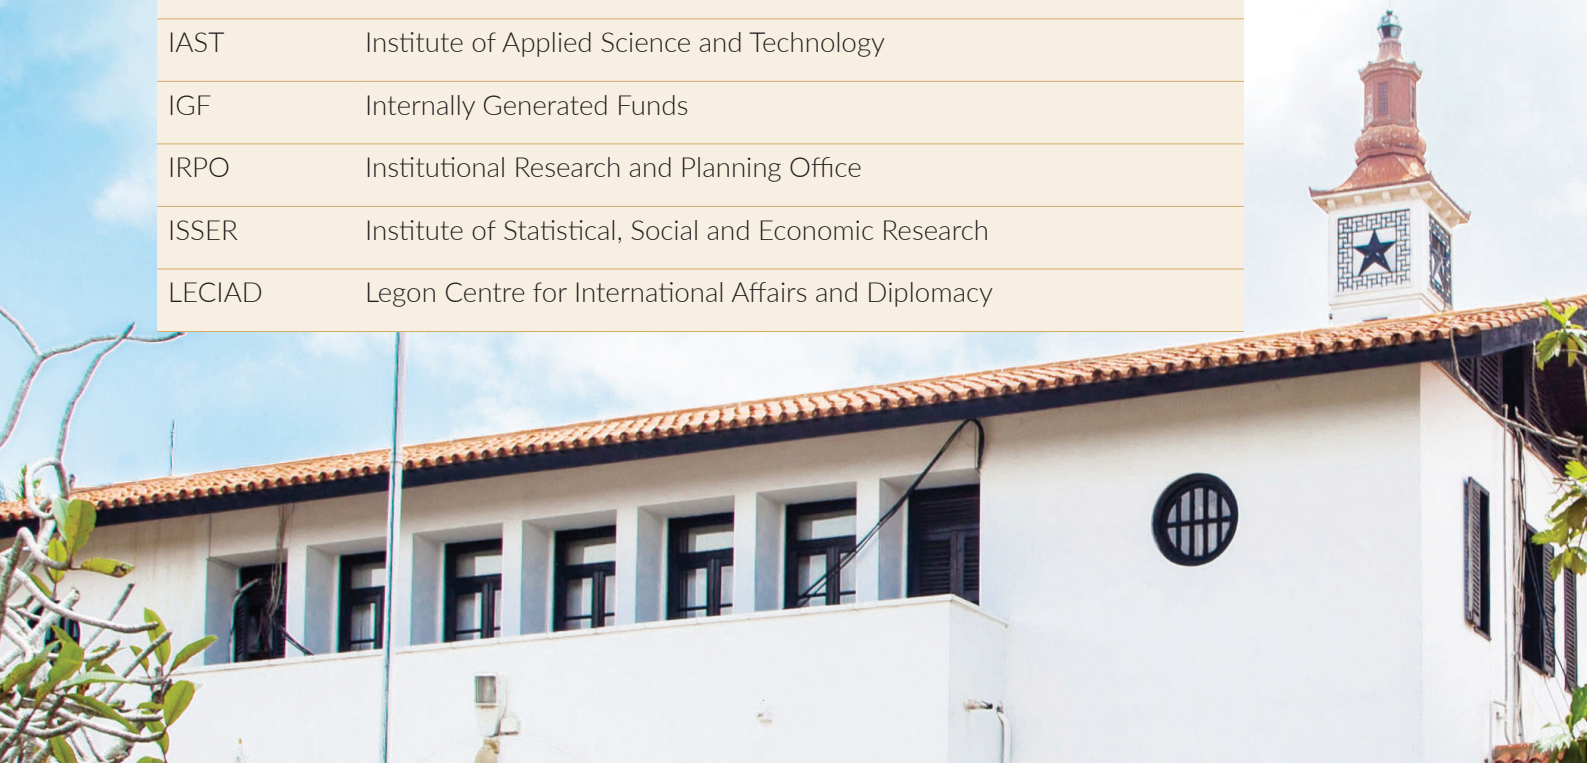 IAST Institute of Applied Science and Technology
IGF Internally Generated Funds
IRPO Institutional Research and Planning Office
ISSER Institute of Statistical, Social and Economic Research
LECIAD Legon Centre for International Affairs and Diplomacy